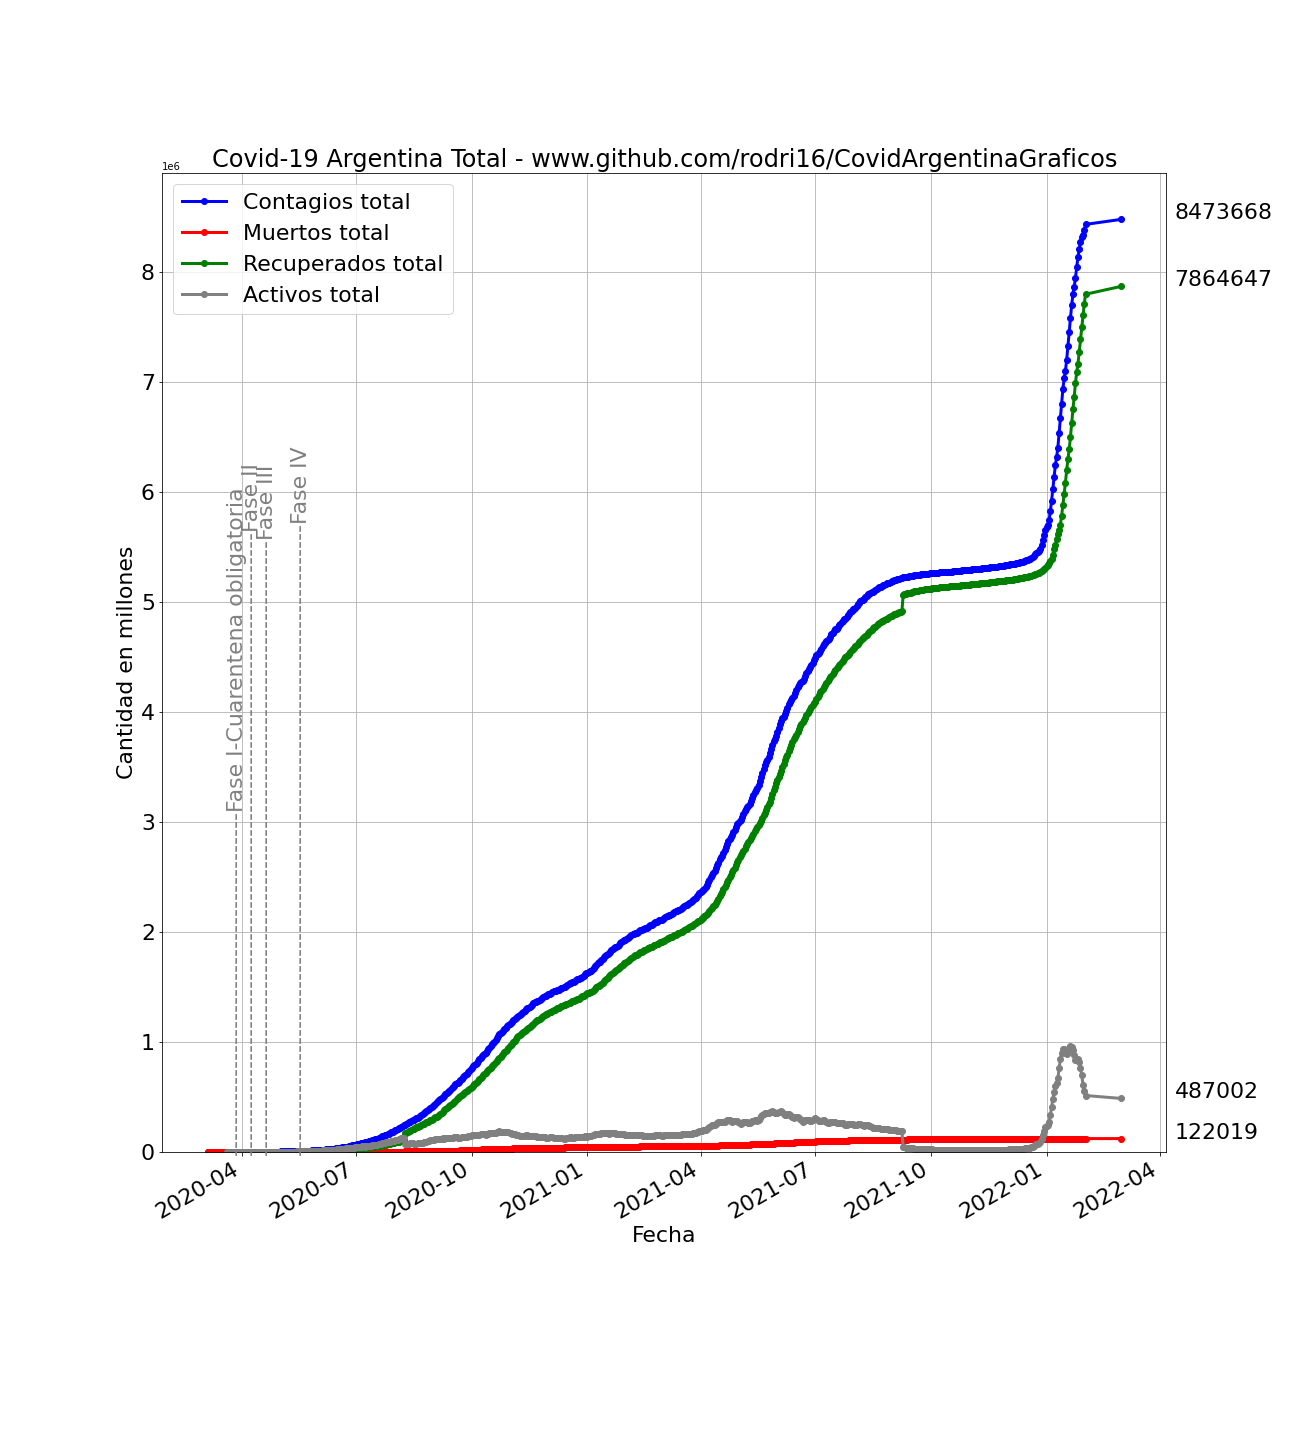 Covid-19 Argentina Total - www.github.com/rodri16/CovidArgentinaGraficos
1e6
Contagios total
Muertos total
Recuperados total
Activos total
8473668
7864647
487002
122019
8
7
6
5
4
3
2
1
0
Cantidad en millones
Fase I-Cuarentena obligatoria
Fase II
Fase III
Fase IV
2020-04
2020-07
2020-10
2021-01
2021-04
2021-07
2021-10
2022-01
2022-04
Fecha